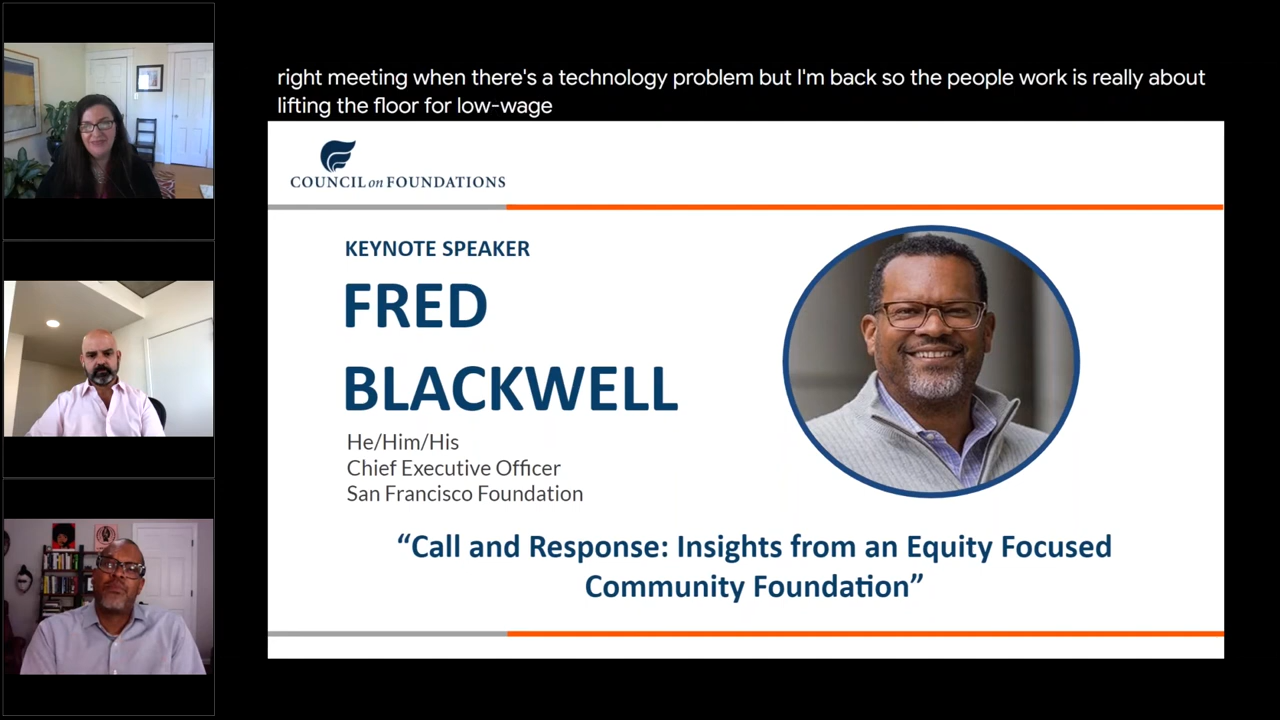 right meeting when there's a technology problem but I'm back so the people work is really about
lifting the floor for low-wage
COUNCIL on FOUNDATIONS
KEYNOTE SPEAKER
FRED
BLACKWELL
He/Him/His
Chief Executive Officer
San Francisco Foundation
“Call and Response: Insights from an Equity Focused
Community Foundation”